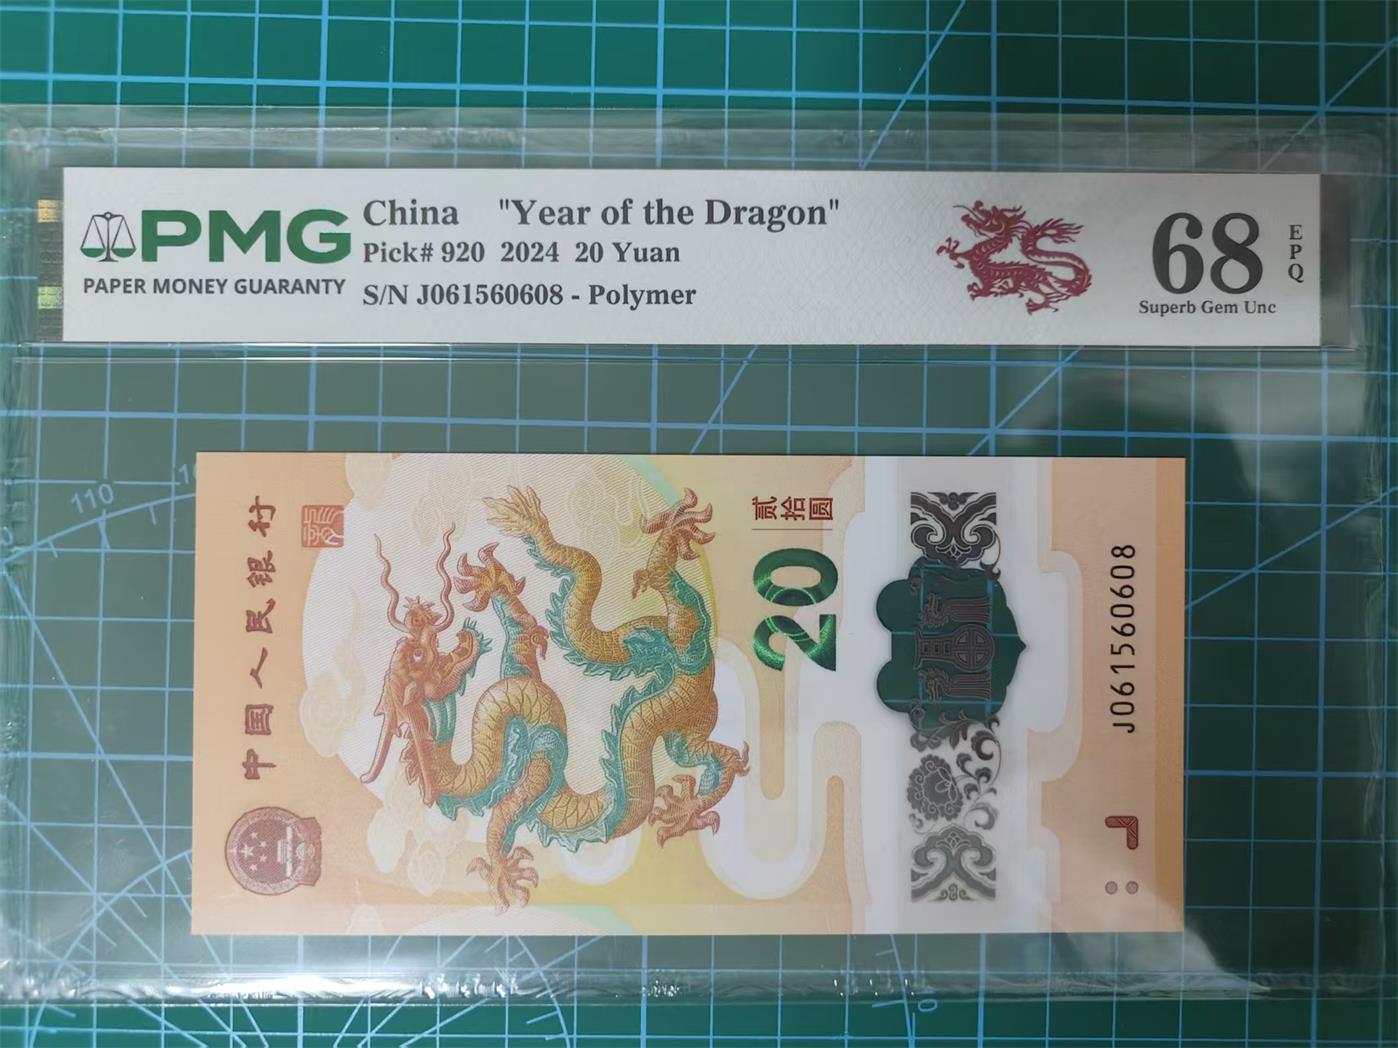 PMG
PAPER MONEY GUARANTY
China "Year of the Dragon"
Pick# 920 2024 20 Yuan
S/N J061560608 - Polymer
68
EPQ
Superb Gem Unc
110
中国人民银行
贰拾圆
20
J061560608
0